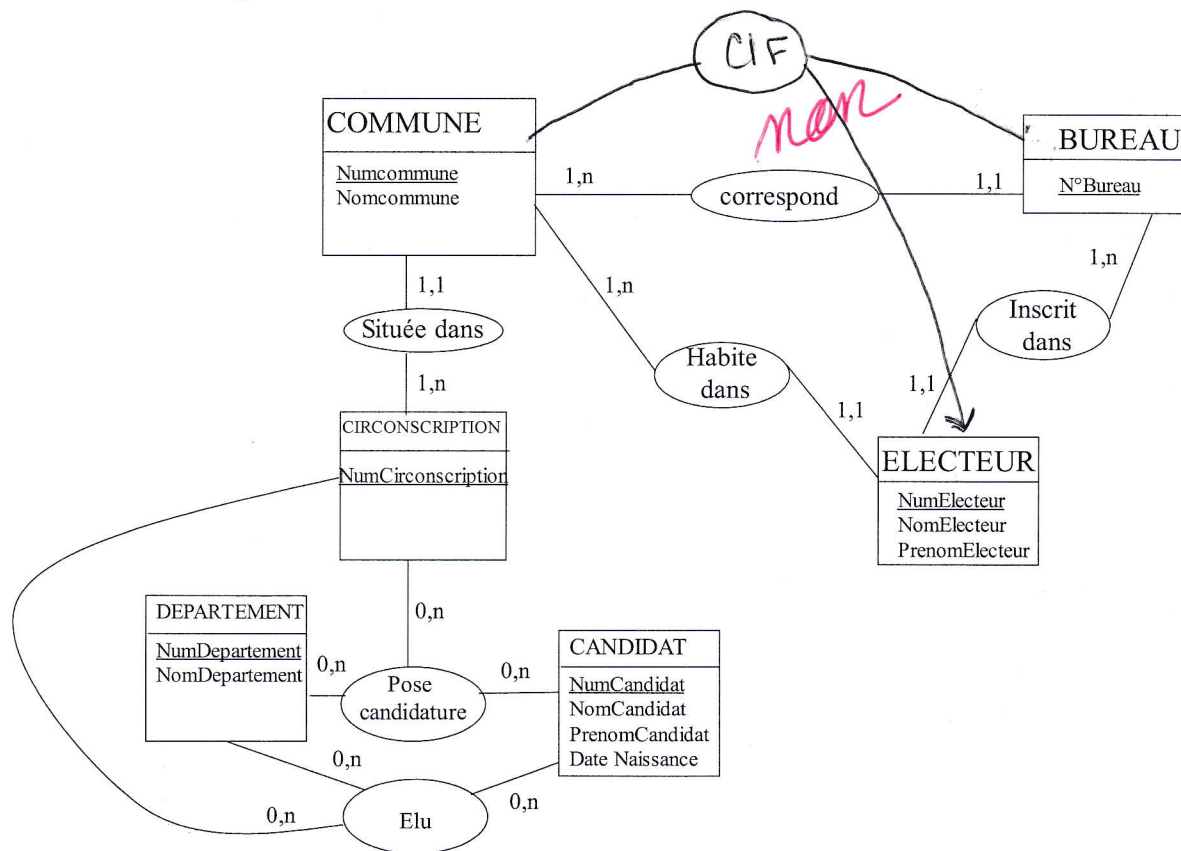 CIF
non
COMMUNE
Numcommune
Nomcommune
BUREAU
N°Bureau
1,n
correspond
1,1
1,1
Située dans
1,n
1,n
Habite
dans
1,1
1,n
Inscrit
dans
1,1
CIRCONSCRIPTION
NumCirconscription
ELECTEUR
NumElecteur
NomElecteur
PrenomElecteur
0,n
DEPARTEMENT
NumDepartement
NomDepartement
0,n
Pose
candidature
0,n
CANDIDAT
NumCandidat
NomCandidat
PrenomCandidat
Date Naissance
0,n
0,n
Elu
0,n